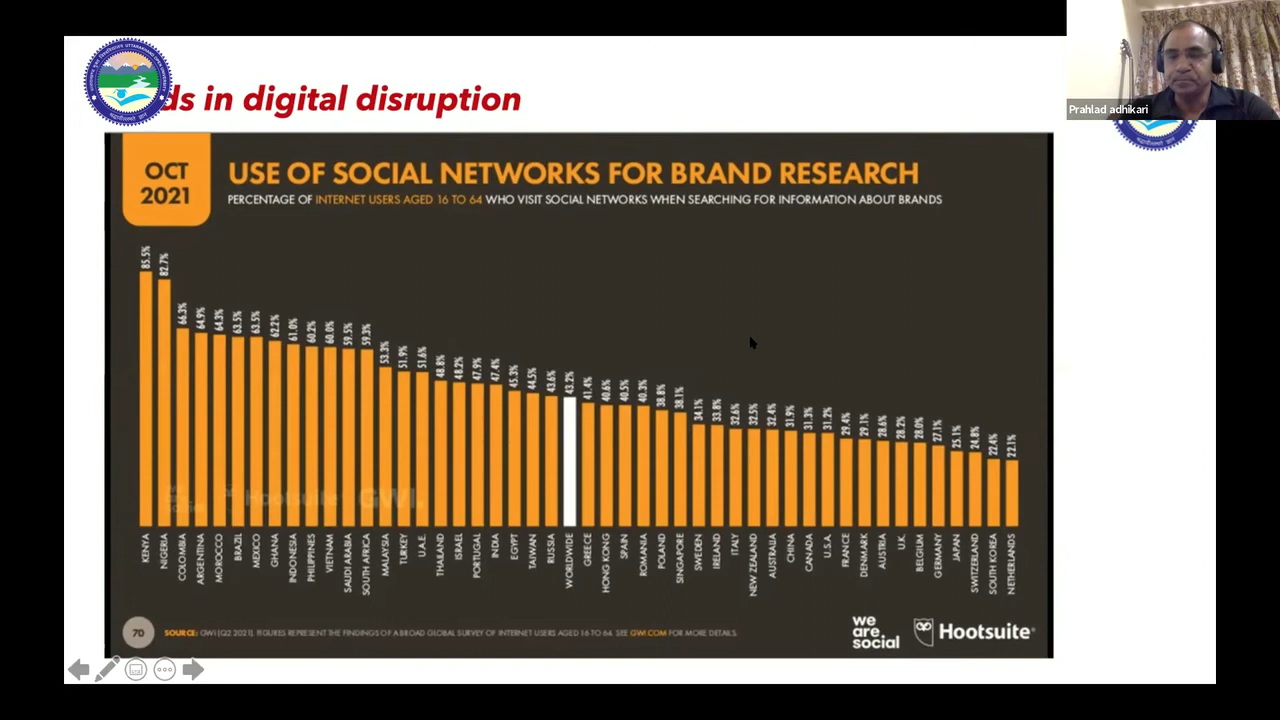 ds in digital disruption
Prahlad adhikari
OCT
2021
USE OF SOCIAL NETWORKS FOR BRAND RESEARCH
PERCENTAGE OF INTERNET USERS AGED 16 TO 64 WHO VISIT SOCIAL NETWORKS WHEN SEARCHING FOR INFORMATION ABOUT BRANDS
85.5% 82.7% 66.3% 64.9% 64.3% 63.5% 63.5% 62.2% 61.0% 60.2% 60.0% 59.5% 59.3% 53.3% 51.9% 51.6% 48.8% 48.2% 47.9% 47.4% 45.3% 44.5% 43.6% 43.2% 41.4% 40.6% 40.5% 40.3% 38.8% 38.1% 34.1% 33.8% 32.6% 32.5% 32.4% 31.9% 31.3% 31.2% 29.4% 29.1% 28.6% 28.2% 28.0% 27.1% 25.1% 24.8% 22.4% 22.1%
we are social Hootsuite GWI.
KENYA NIGERIA COLOMBIA ARGENTINA MOROCCO BRAZIL MEXICO GHANA INDONESIA PHILIPPINES VIETNAM SAUDI ARABIA SOUTH AFRICA MALAYSIA TURKEY U.A.E. THAILAND ISRAEL PORTUGAL INDIA EGYPT TAIWAN RUSSIA WORLDWIDE GREECE HONG KONG SPAIN ROMANIA POLAND SINGAPORE SWEDEN IRELAND ITALY NEW ZEALAND AUSTRALIA CHINA CANADA U.S.A. FRANCE DENMARK AUSTRIA U.K. BELGIUM GERMANY JAPAN SWITZERLAND SOUTH KOREA NETHERLANDS
70
SOURCE: GWI (Q2 2021). FIGURES REPRESENT THE FINDINGS OF A BROAD GLOBAL SURVEY OF INTERNET USERS AGED 16 TO 64. SEE GWI.COM FOR MORE DETAILS.
we
are
social
Hootsuite